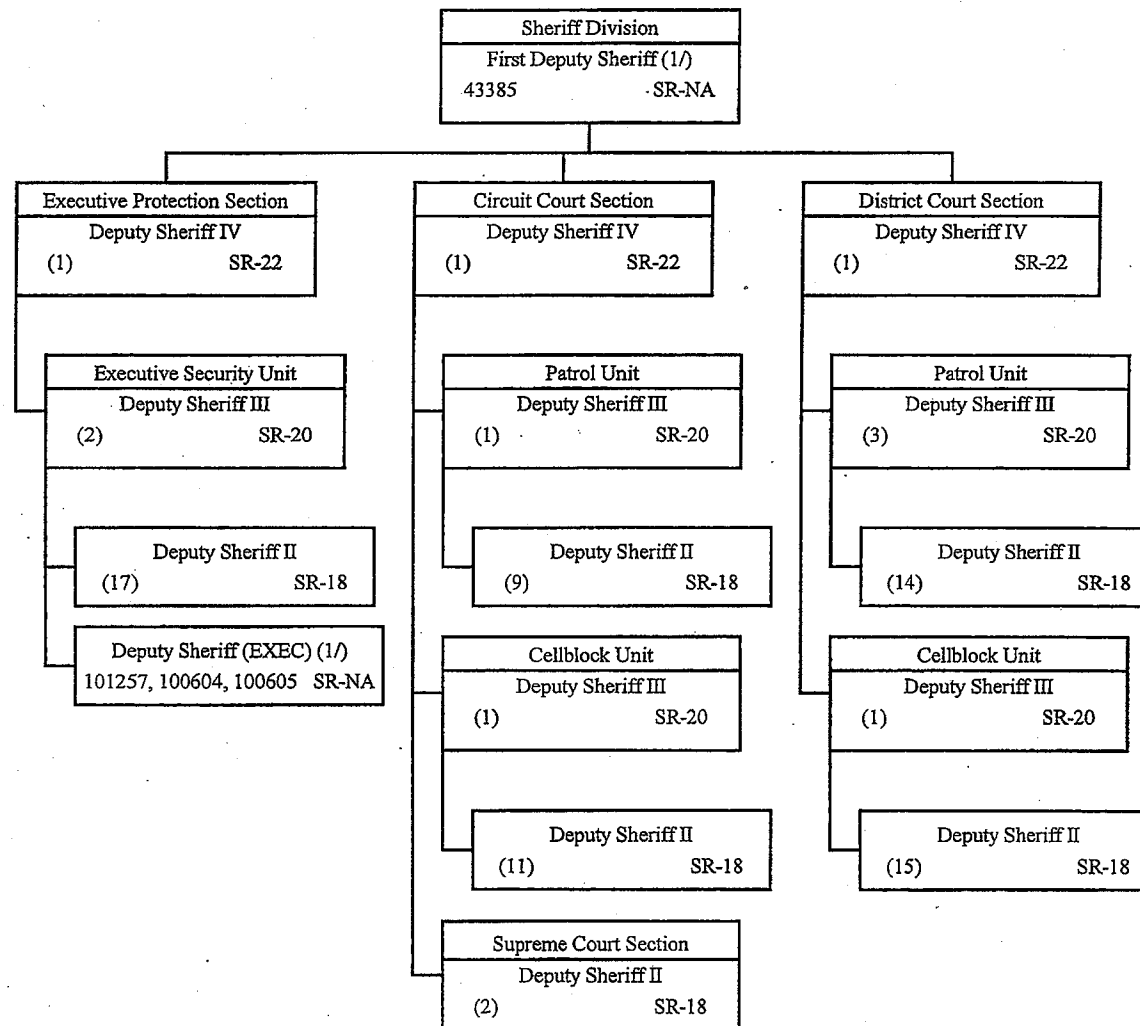 Sheriff Division
First Deputy Sheriff (1/)
43385 SR-NA
Executive Protection Section
Deputy Sheriff IV
(1) SR-22
Executive Security Unit
Deputy Sheriff III
(2) SR-20
Deputy Sheriff II
(17) SR-18
Deputy Sheriff (EXEC) (1/)
101257, 100604, 100605 SR-NA
Circuit Court Section
Deputy Sheriff IV
(1) SR-22
Patrol Unit
Deputy Sheriff III
(1) SR-20
Deputy Sheriff II
(9) SR-18
Cellblock Unit
Deputy Sheriff III
(1) SR-20
Deputy Sheriff II
(11) SR-18
Supreme Court Section
Deputy Sheriff II
(2) SR-18
District Court Section
Deputy Sheriff IV
(1) SR-22
Patrol Unit
Deputy Sheriff III
(3) SR-20
Deputy Sheriff II
(14) SR-18
Cellblock Unit
Deputy Sheriff III
(1) SR-20
Deputy Sheriff II
(15) SR-18